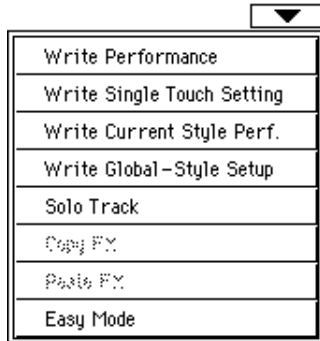 Write Performance
Write Single Touch Setting
Write Current Style Perf.
Write Global-Style Setup
Solo Track
Copy FX
Paste FX
Easy Mode